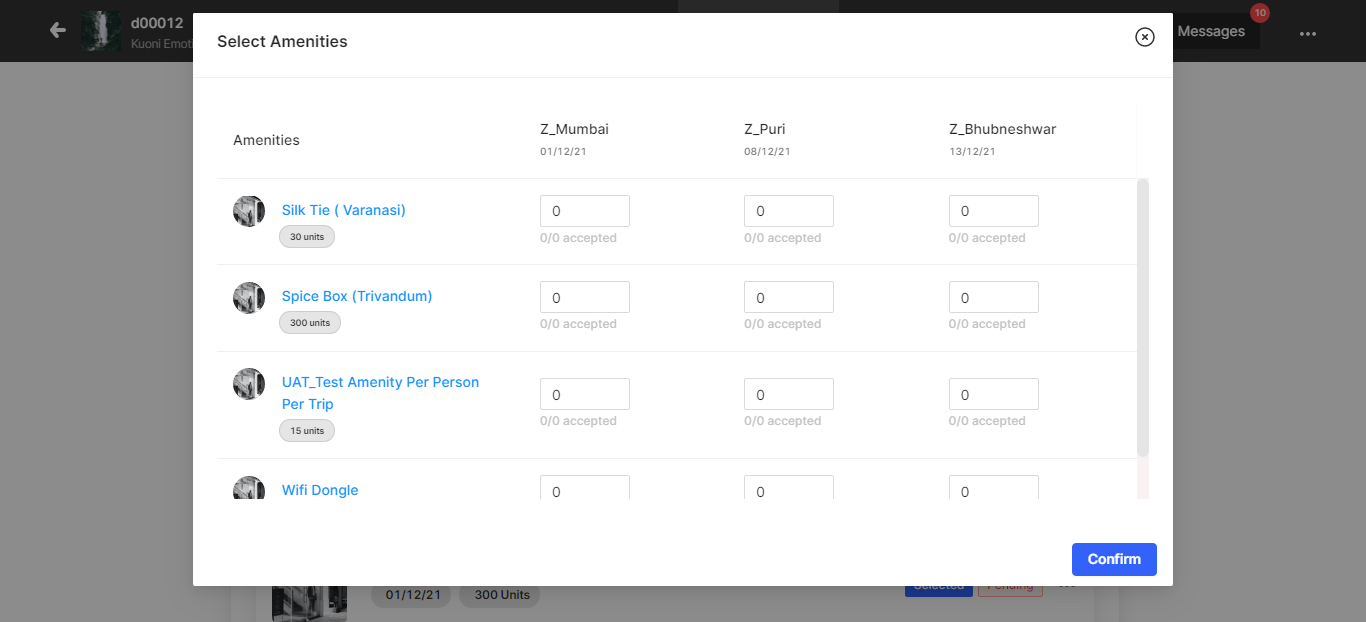 d00012
Kuoni Emoti
Messages
10
Select Amenities
Amenities
Z_Mumbai
01/12/21
Z_Puri
08/12/21
Z_Bhubneshwar
13/12/21
Silk Tie ( Varanasi)
30 units
0
0/0 accepted
0
0/0 accepted
0
0/0 accepted
Spice Box (Trivandum)
300 units
0
0/0 accepted
0
0/0 accepted
0
0/0 accepted
UAT_Test Amenity Per Person
Per Trip
15 units
0
0/0 accepted
0
0/0 accepted
0
0/0 accepted
Wifi Dongle
0
0
0
Confirm
01/12/21
300 Units
Selected
Pending